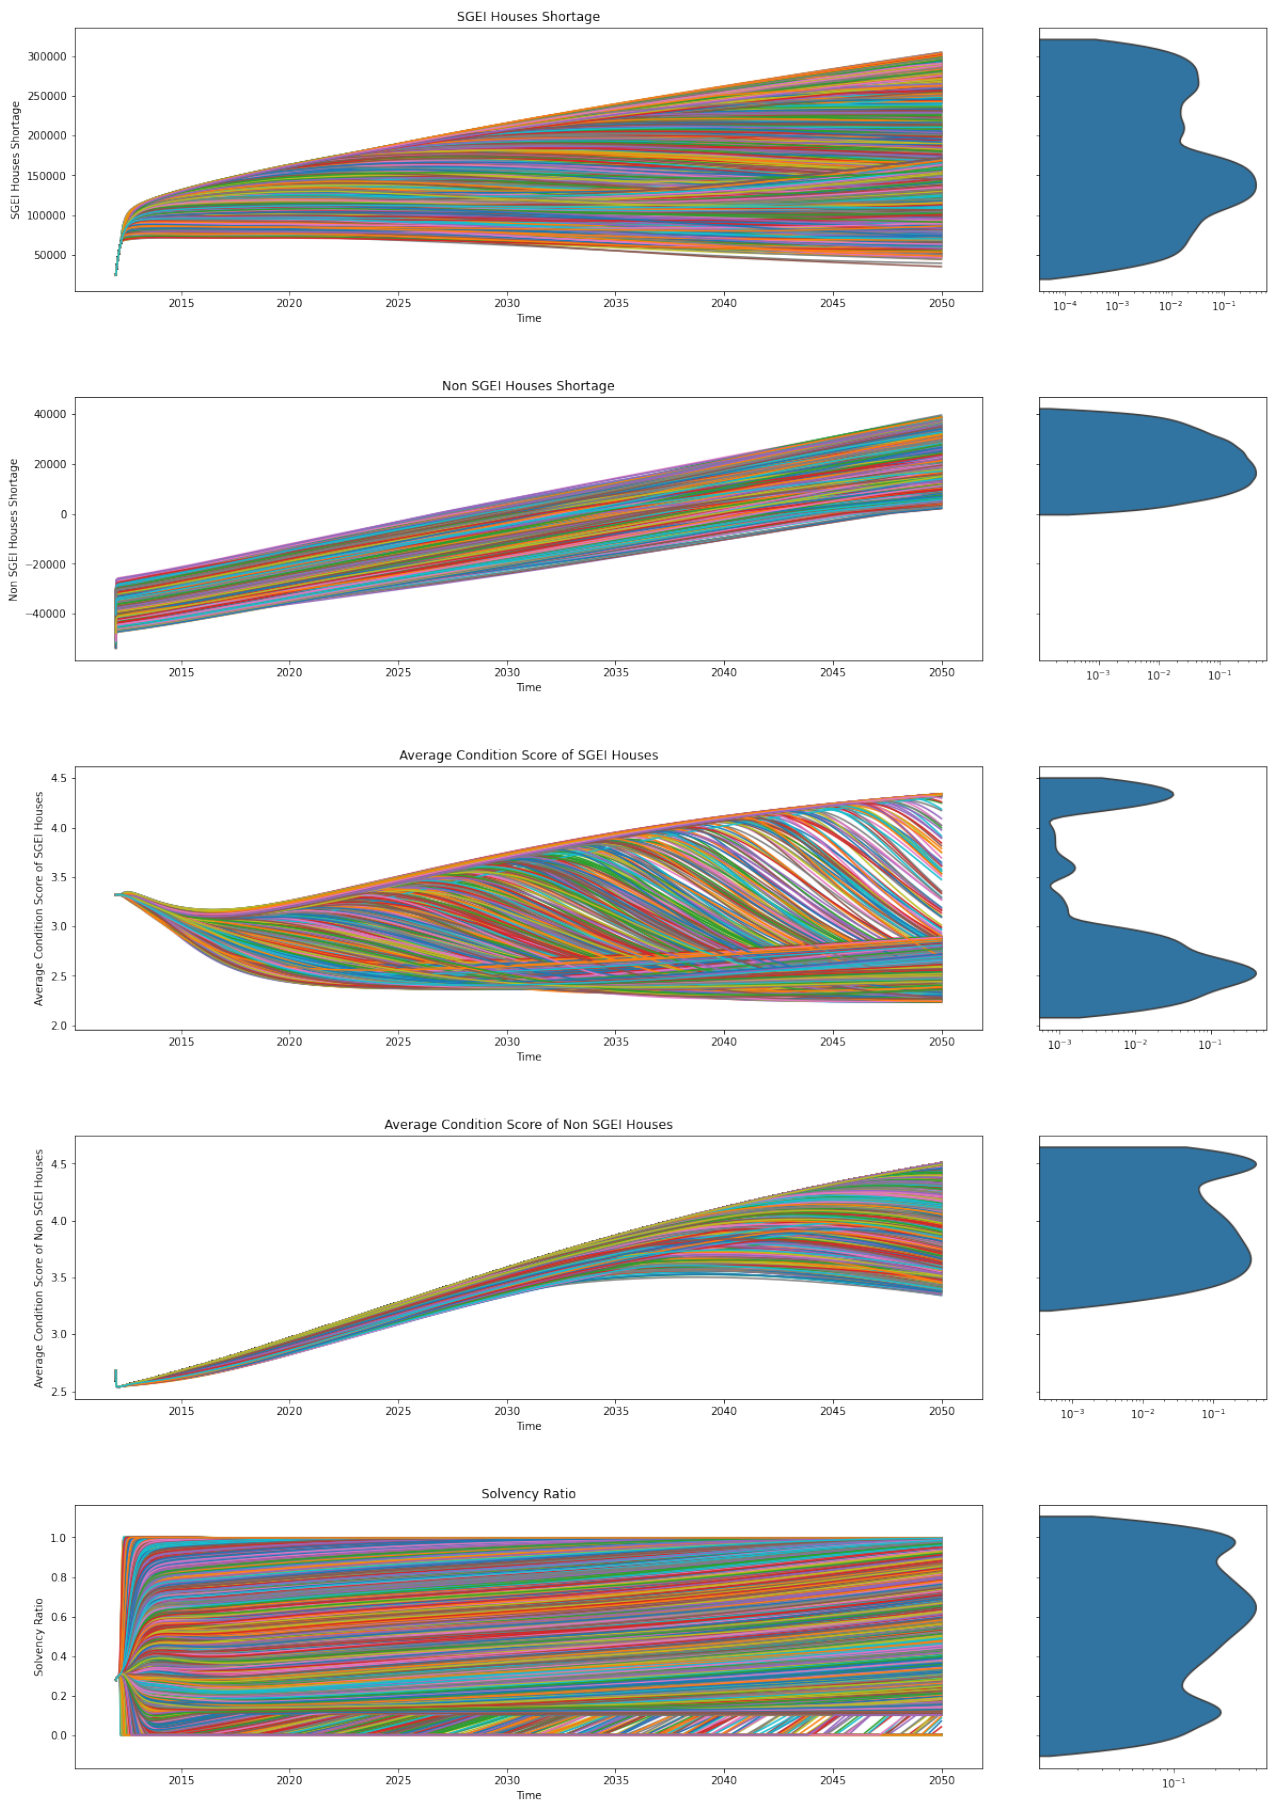 SGEI Houses Shortage
SGEI Houses Shortage
300000
250000
200000
150000
100000
50000
2015 2020 2025 2030 2035 2040 2045 2050
Time
10⁻⁴ 10⁻³ 10⁻² 10⁻¹
Non SGEI Houses Shortage
Non SGEI Houses Shortage
40000
20000
0
−20000
−40000
2015 2020 2025 2030 2035 2040 2045 2050
Time
10⁻³ 10⁻² 10⁻¹
Average Condition Score of SGEI Houses
Average Condition Score of SGEI Houses
4.5
4.0
3.5
3.0
2.5
2.0
2015 2020 2025 2030 2035 2040 2045 2050
Time
10⁻³ 10⁻² 10⁻¹
Average Condition Score of Non SGEI Houses
Average Condition Score of Non SGEI Houses
4.5
4.0
3.5
3.0
2.5
2015 2020 2025 2030 2035 2040 2045 2050
Time
10⁻³ 10⁻² 10⁻¹
Solvency Ratio
Solvency Ratio
1.0
0.8
0.6
0.4
0.2
0.0
2015 2020 2025 2030 2035 2040 2045 2050
Time
10⁻¹